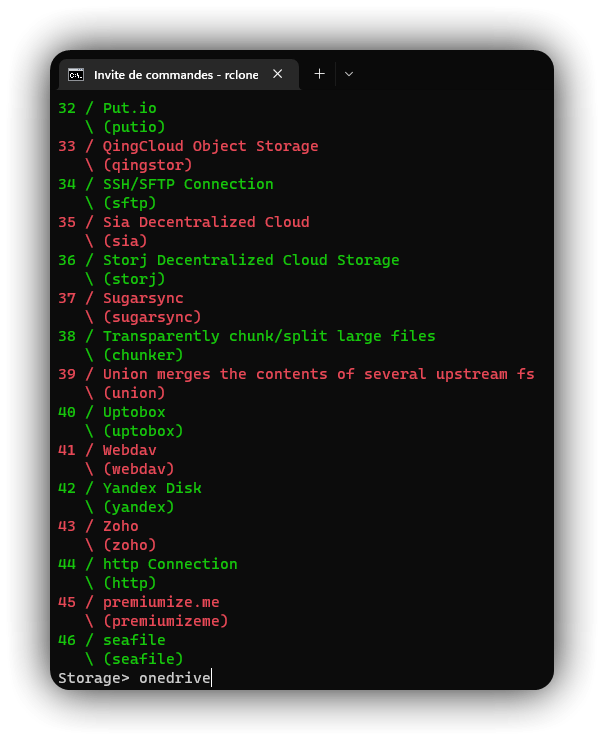 Invite de commandes - rclone
32 / Put.io
\ (putio)
33 / QingCloud Object Storage
\ (qingstor)
34 / SSH/SFTP Connection
\ (sftp)
35 / Sia Decentralized Cloud
\ (sia)
36 / Storj Decentralized Cloud Storage
\ (storj)
37 / Sugarsync
\ (sugarsync)
38 / Transparently chunk/split large files
\ (chunker)
39 / Union merges the contents of several upstream fs
\ (union)
40 / Uptobox
\ (uptobox)
41 / Webdav
\ (webdav)
42 / Yandex Disk
\ (yandex)
43 / Zoho
\ (zoho)
44 / http Connection
\ (http)
45 / premiumize.me
\ (premiumizeme)
46 / seafile
\ (seafile)
Storage> onedrive